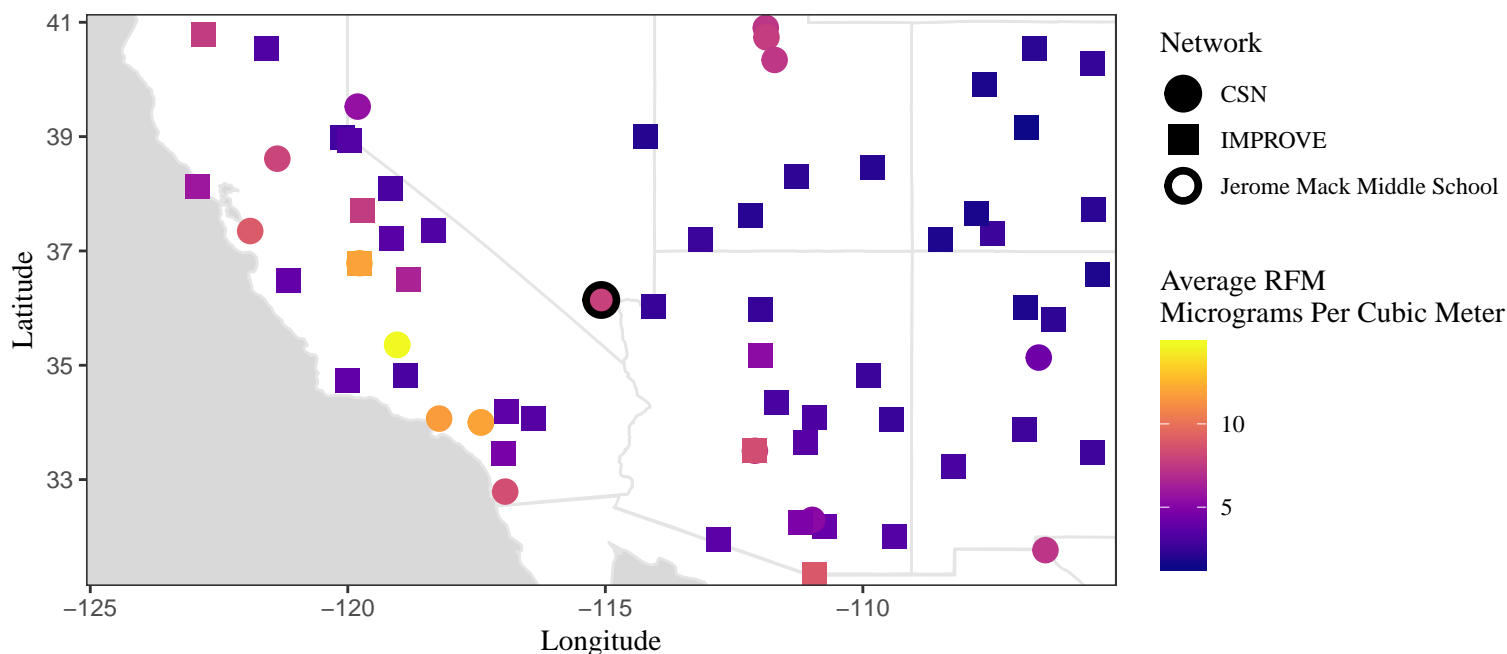 41
39
37
35
33
−125
−120
−115
−110
Latitude
Longitude
Network
CSN
IMPROVE
Jerome Mack Middle School
Average RFM
Micrograms Per Cubic Meter
10
5